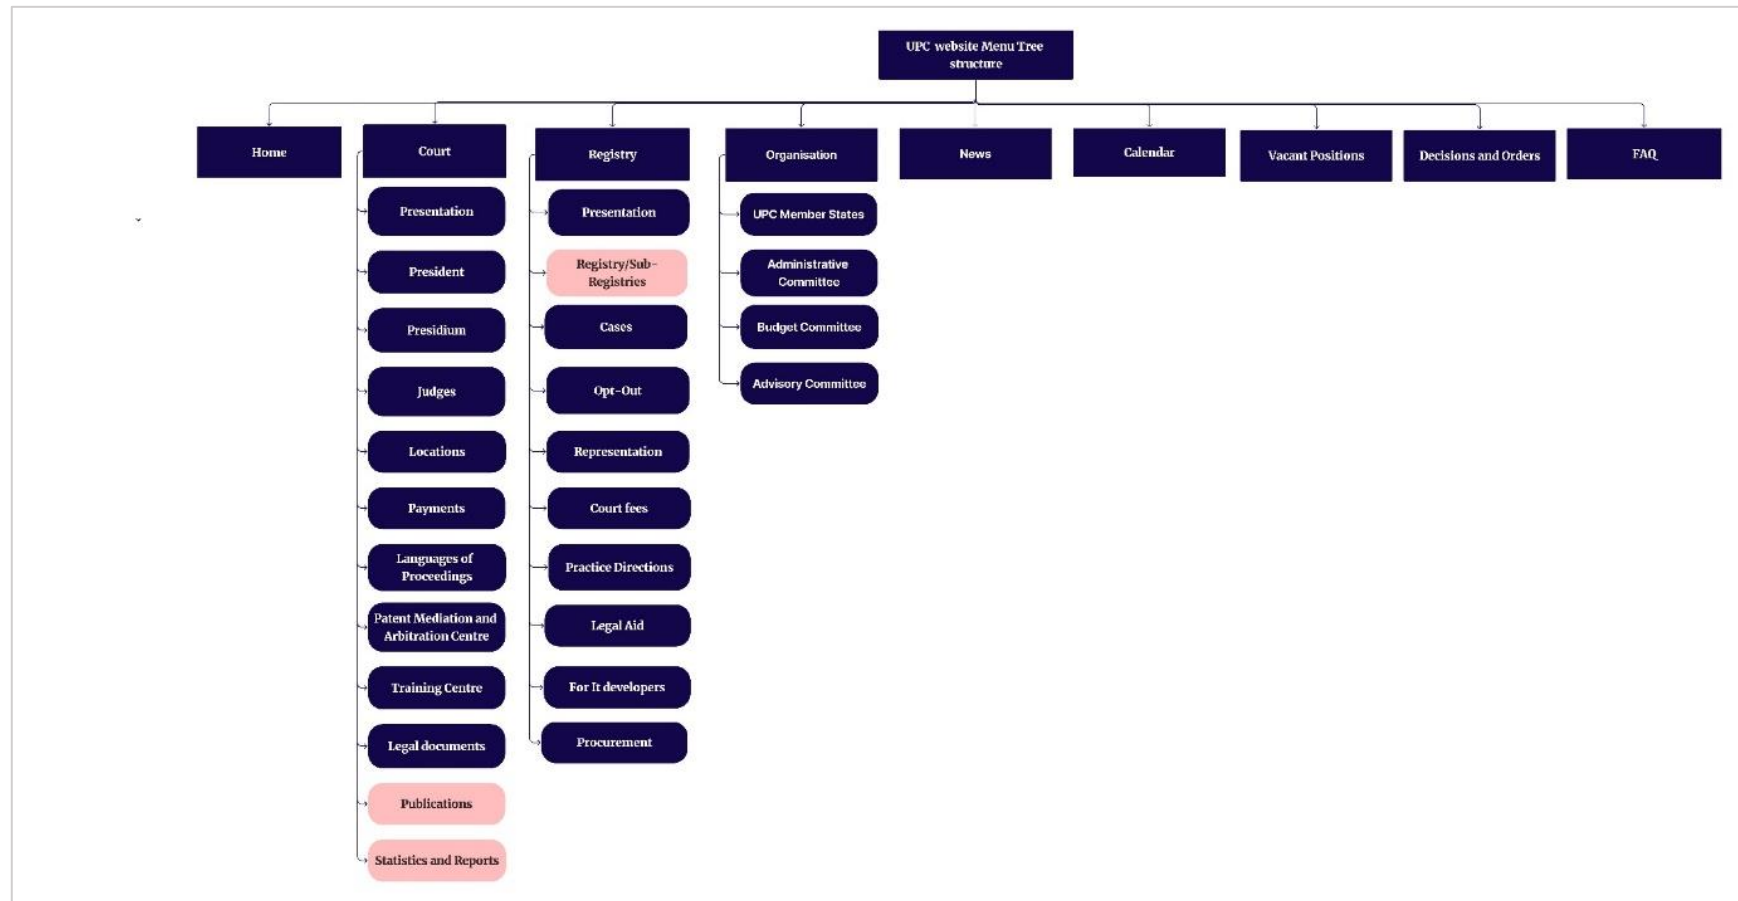 UPC website Menu Tree
structure
Home
Court
Registry
Organisation
News
Calendar
Vacant Positions
Decisions and Orders
FAQ
Presentation
President
Presidium
Judges
Locations
Payments
Languages of
Proceedings
Patent Mediation and
Arbitration Centre
Training Centre
Legal documents
Publications
Statistics and Reports
Presentation
Registry/Sub-
Registries
Cases
Opt-Out
Representation
Court fees
Practice Directions
Legal Aid
For It developers
Procurement
UPC Member States
Administrative
Committee
Budget Committee
Advisory Committee